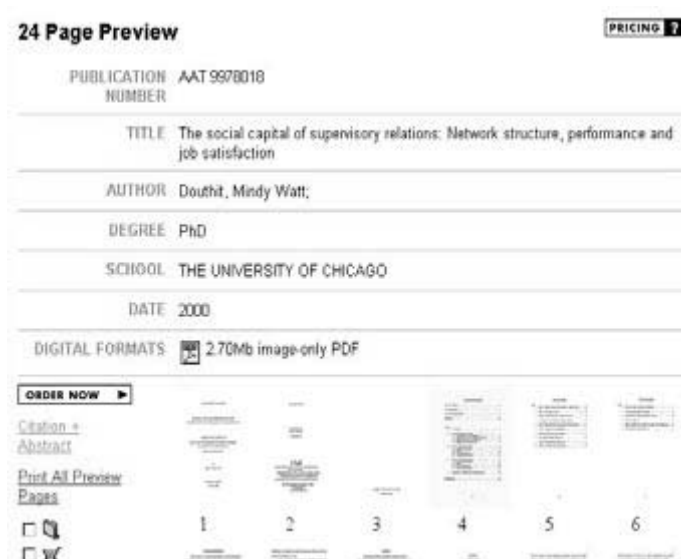 24 Page Preview
PRICING ?
PUBLICATION NUMBER AAT 9978018
TITLE The social capital of supervisory relations: Network structure, performance and
job satisfaction
AUTHOR Douthit, Mindy Watt;
DEGREE PhD
SCHOOL THE UNIVERSITY OF CHICAGO
DATE 2000
DIGITAL FORMATS 2.70Mb image-only PDF
ORDER NOW
Citation +
Abstract
Print All Preview
Pages
1 2 3 4 5 6